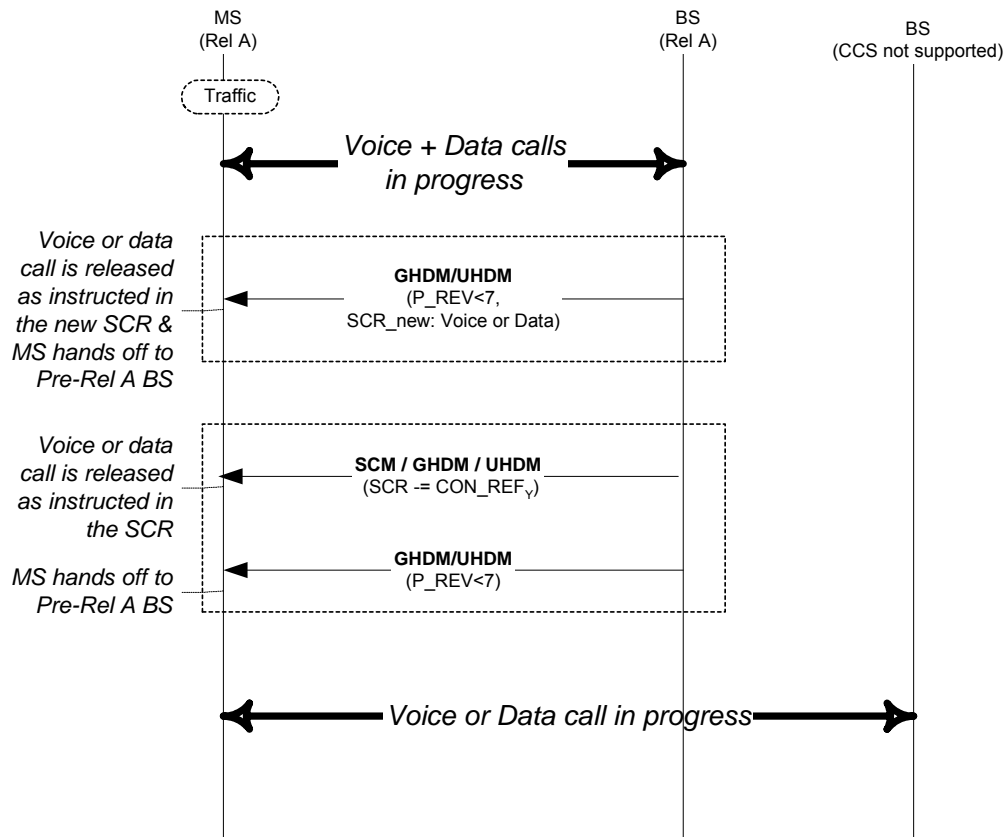 MS
(Rel A)
BS
(Rel A)
BS
(CCS not supported)
Traffic
Voice + Data calls
in progress
Voice or data
call is released
as instructed in
the new SCR &
MS hands off to
Pre-Rel A BS
GHDM/UHDM
(P_REV<7,
SCR_new: Voice or Data)
Voice or data
call is released
as instructed in
the SCR
SCM / GHDM / UHDM
(SCR -= CON_REFY)
GHDM/UHDM
(P_REV<7)
MS hands off to
Pre-Rel A BS
Voice or Data call in progress